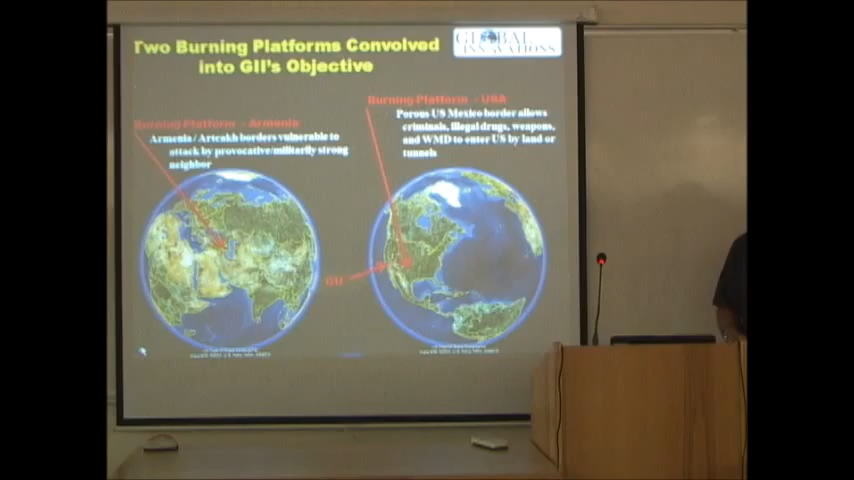 Two Burning Platforms Convolved
into GII's Objective
GLOBAL
INNOVATIONS
Burning Platform - Armenia
Armenia / Artsakh borders vulnerable to
attack by provocative/militarily strong
neighbor
Burning Platform - USA
Porous US Mexico border allows
criminals, illegal drugs, weapons,
and WMD to enter US by land or
tunnels
GII